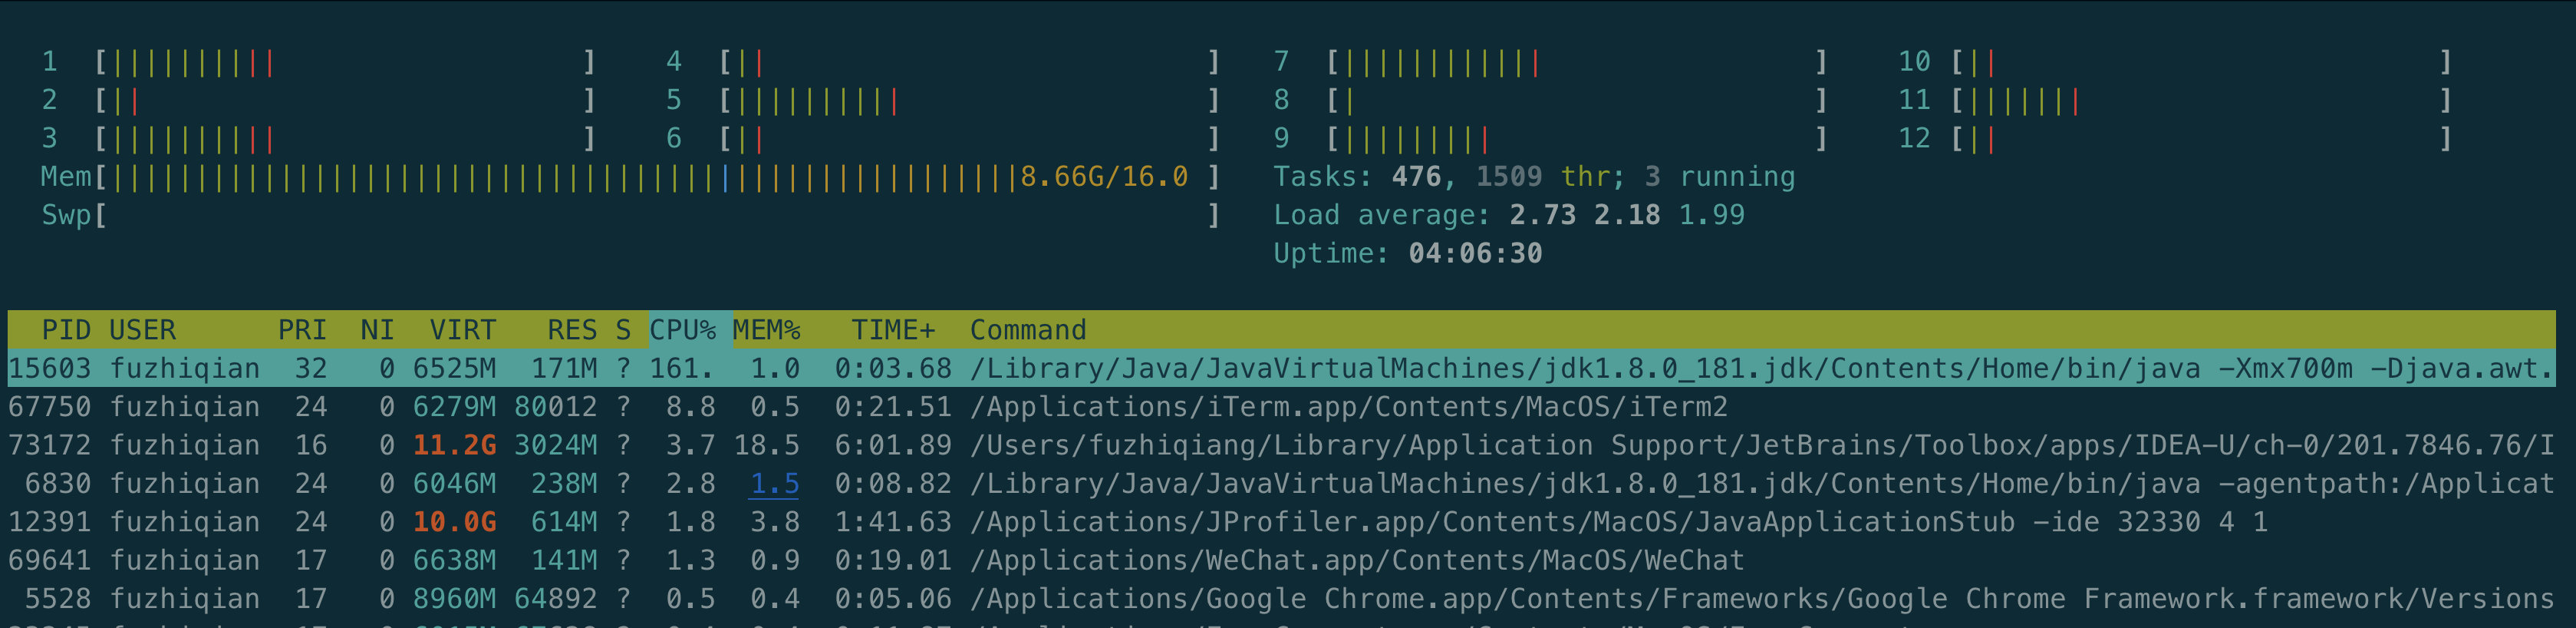 1 [||||||||||] 4 [||] 7 [||||||||||||] 10 [||]
2 [||] 5 [||||||||||] 8 [|] 11 [|||||||]
3 [||||||||||] 6 [||] 9 [|||||||||] 12 [||]
Mem[||||||||||||||||||||||||||||||||||||||||||||||||||||||8.66G/16.0 ] Tasks: 476, 1509 thr; 3 running
Swp[ ] Load average: 2.73 2.18 1.99
Uptime: 04:06:30
PID USER PRI NI VIRT RES S CPU% MEM% TIME+ Command
15603 fuzhiqian 32 0 6525M 171M ? 161. 1.0 0:03.68 /Library/Java/JavaVirtualMachines/jdk1.8.0_181.jdk/Contents/Home/bin/java -Xmx700m -Djava.awt.
67750 fuzhiqian 24 0 6279M 80012 ? 8.8 0.5 0:21.51 /Applications/iTerm.app/Contents/MacOS/iTerm2
73172 fuzhiqian 16 0 11.2G 3024M ? 3.7 18.5 6:01.89 /Users/fuzhiqiang/Library/Application Support/JetBrains/Toolbox/apps/IDEA-U/ch-0/201.7846.76/I
6830 fuzhiqian 24 0 6046M 238M ? 2.8 1.5 0:08.82 /Library/Java/JavaVirtualMachines/jdk1.8.0_181.jdk/Contents/Home/bin/java -agentpath:/Applicat
12391 fuzhiqian 24 0 10.0G 614M ? 1.8 3.8 1:41.63 /Applications/JProfiler.app/Contents/MacOS/JavaApplicationStub -ide 32330 4 1
69641 fuzhiqian 17 0 6638M 141M ? 1.3 0.9 0:19.01 /Applications/WeChat.app/Contents/MacOS/WeChat
5528 fuzhiqian 17 0 8960M 64892 ? 0.5 0.4 0:05.06 /Applications/Google Chrome.app/Contents/Frameworks/Google Chrome Framework.framework/Versions